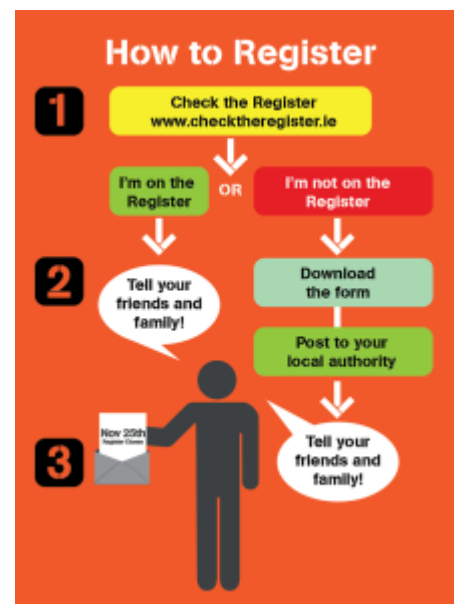 How to Register
1
Check the Register
www.checktheregister.ie
I'm on the
Register
OR
I'm not on the
Register
2
Tell your
friends and
family!
Download
the form
Post to your
local authority
3
Nov 25th
Register Closes
Tell your
friends and
family!